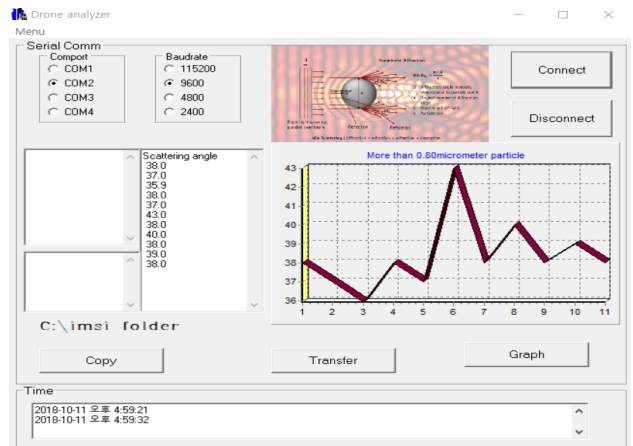 Drone analyzer
Menu
Serial Comm
Comport
COM1
COM2
COM3
COM4
Baudrate
115200
9600
4800
2400
Connect
Disconnect
Scattering angle
38.0
37.0
35.9
38.0
37.0
43.0
38.0
40.0
38.0
39.0
38.0
More than 0.80micrometer particle
43
42
41
40
39
38
37
36
1 2 3 4 5 6 7 8 9 10 11
C:\imsi folder
Copy
Transfer
Graph
Time
2018-10-11 오후 4:59:21
2018-10-11 오후 4:59:32